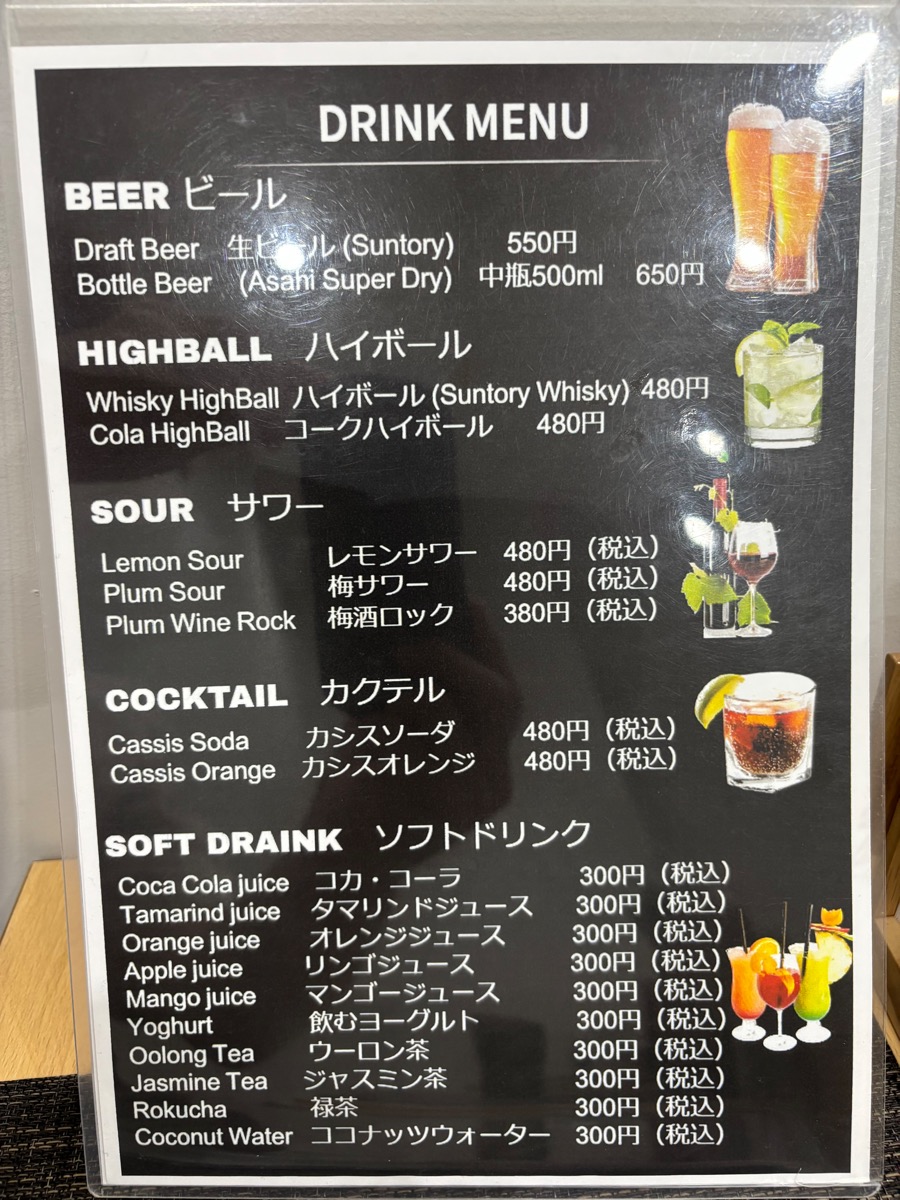 DRINK MENU
BEER ビール
Draft Beer 生ビール (Suntory) 550円
Bottle Beer (Asahi Super Dry) 中瓶500ml 650円
HIGHBALL ハイボール
Whisky HighBall ハイボール (Suntory Whisky) 480円
Cola HighBall コークハイボール 480円
SOUR サワー
Lemon Sour レモンサワー 480円（税込）
Plum Sour 梅サワー 480円（税込）
Plum Wine Rock 梅酒ロック 380円（税込）
COCKTAIL カクテル
Cassis Soda カシスソーダ 480円（税込）
Cassis Orange カシスオレンジ 480円（税込）
SOFT DRAINK ソフトドリンク
Coca Cola juice コカ・コーラ 300円（税込）
Tamarind juice タマリンドジュース 300円（税込）
Orange juice オレンジジュース 300円（税込）
Apple juice リンゴジュース 300円（税込）
Mango juice マンゴージュース 300円（税込）
Yoghurt 飲むヨーグルト 300円（税込）
Oolong Tea ウーロン茶 300円（税込）
Jasmine Tea ジャスミン茶 300円（税込）
Rokucha 禄茶 300円（税込）
Coconut Water ココナッツウォーター 300円（税込）